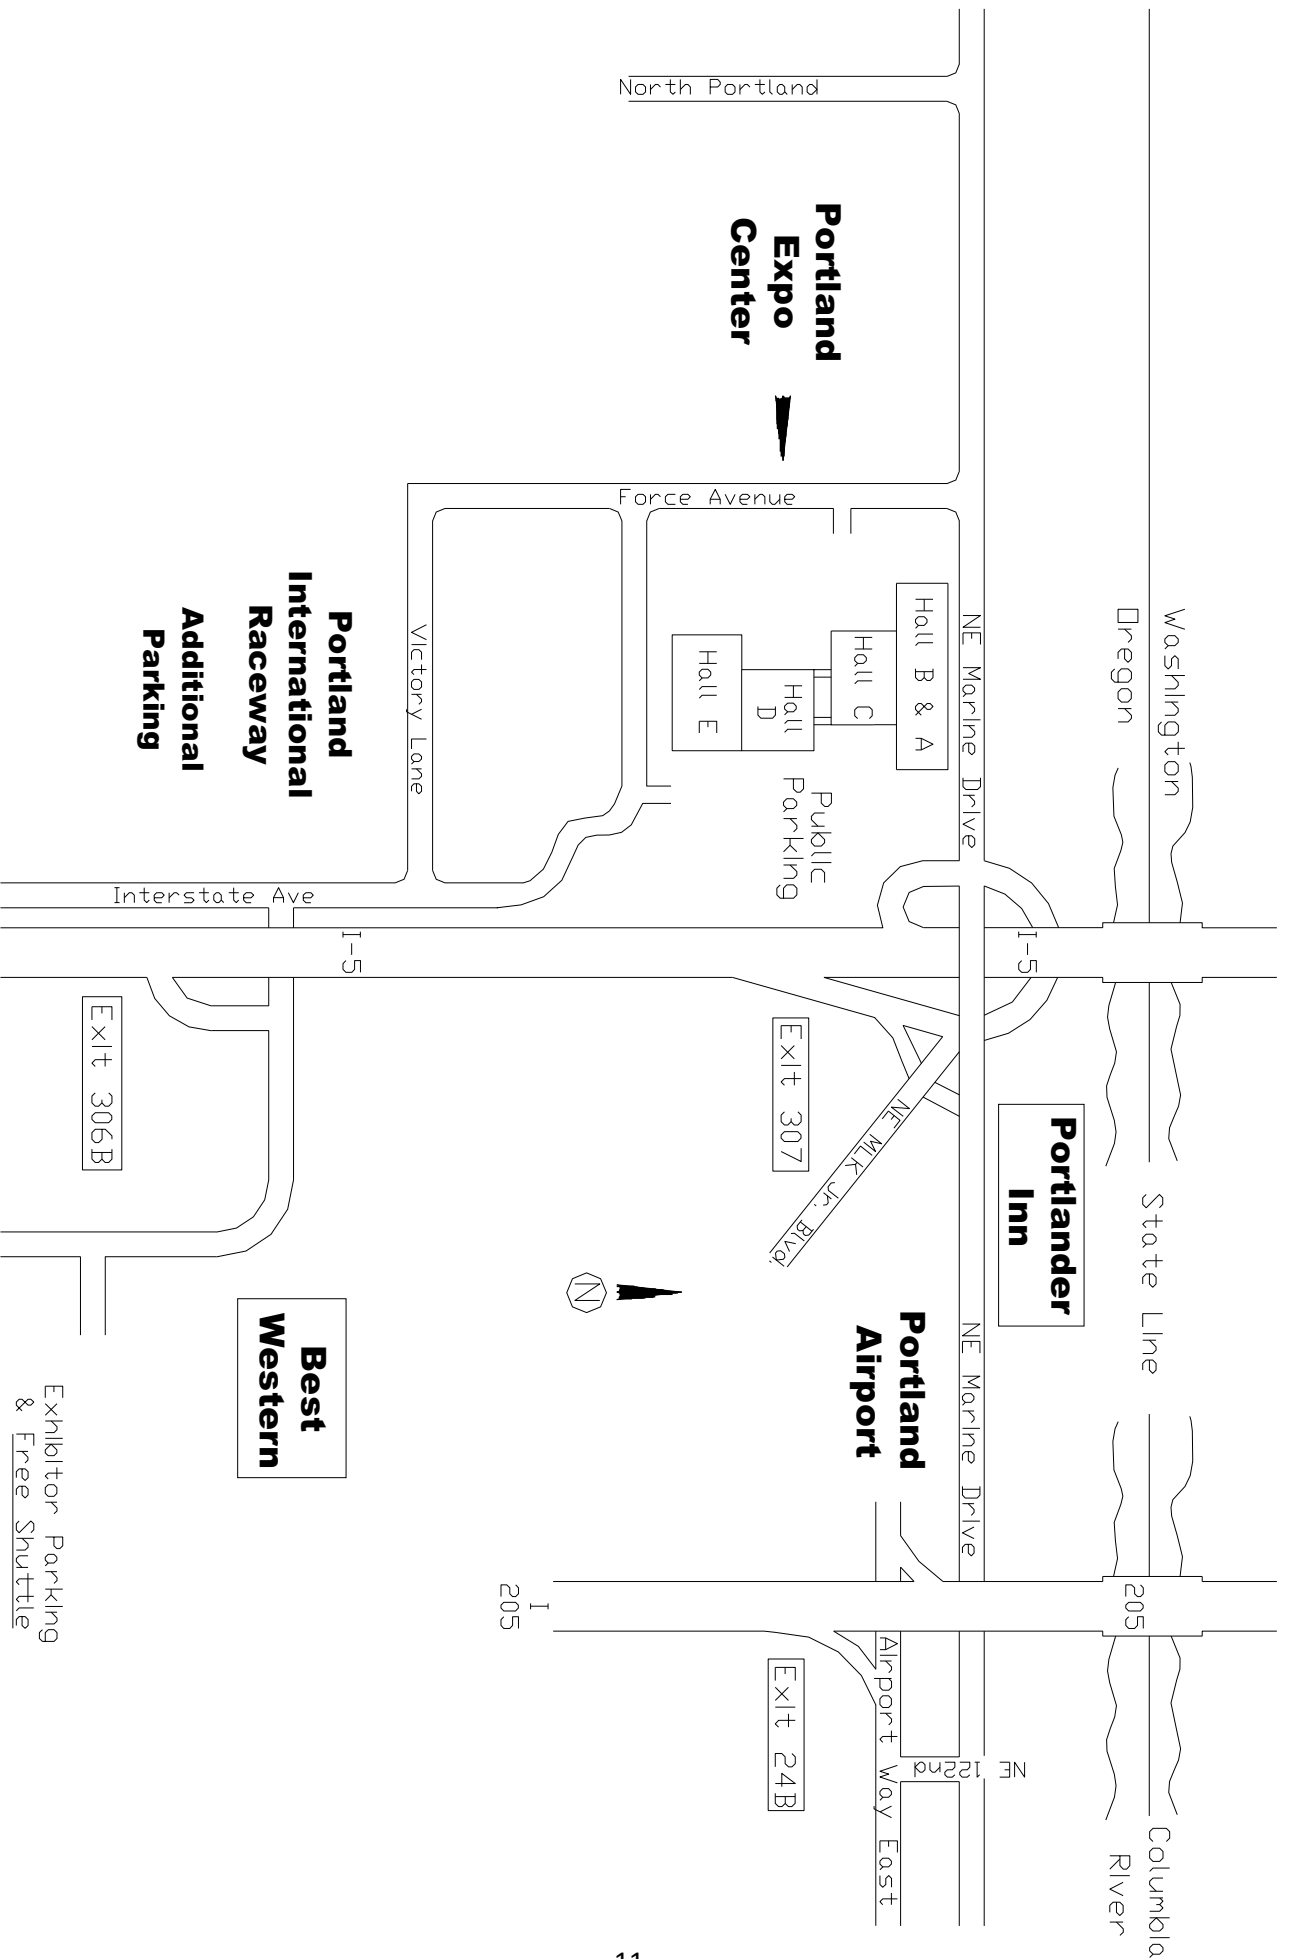 Washington
Oregon
State Line
Columbia
River
205
I-5
NE Marine Drive
NE Marine Drive
North Portland
Portland
Expo
Center
Force Avenue
Hall B & A
Hall C
Hall
D
Hall E
Public
Parking
Portlander
Inn
Exit 307
NE MLK Jr. Blvd.
Portland
Airport
Airport Way East
NE 122nd
Exit 24B
I
205
N
Victory Lane
Portland
International
Raceway
Additional
Parking
Interstate Ave
I-5
Exit 306B
Best
Western
Exhibitor Parking
& Free Shuttle
11